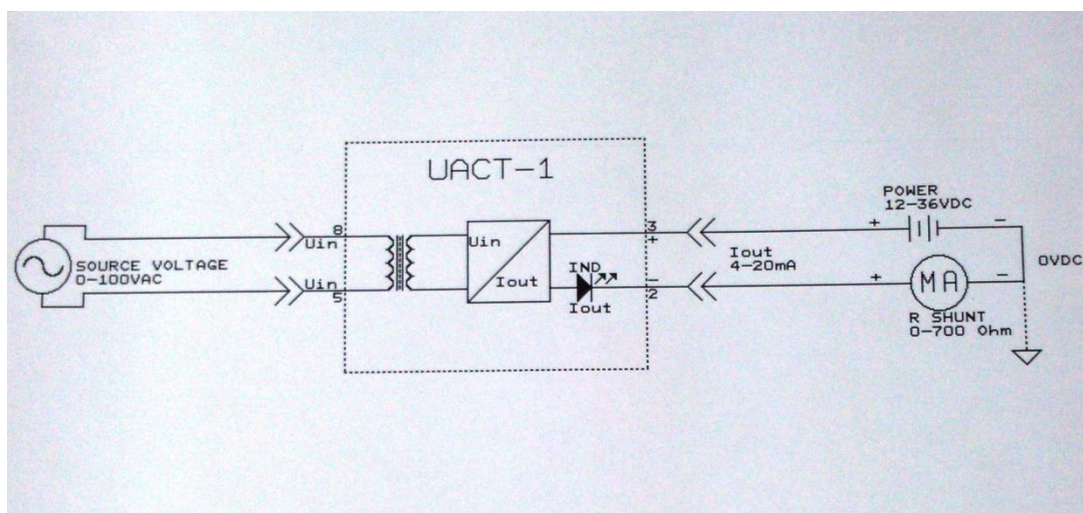 UACT-1
POWER
12-36VDC
+
-
8
Uin
Uin
3
+
SOURCE VOLTAGE
0-100VAC
Iout
4-20mA
0VDC
IND
Iout
Uin
5
Iout
-
2
+
MA
-
R SHUNT
0-700 Ohm